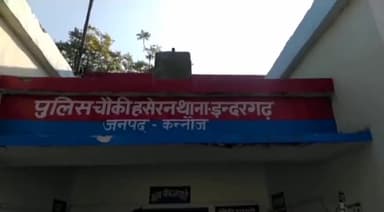 पुलिस चौकी हसेरन थाना इन्दरगढ़
जनपद - कन्नौज